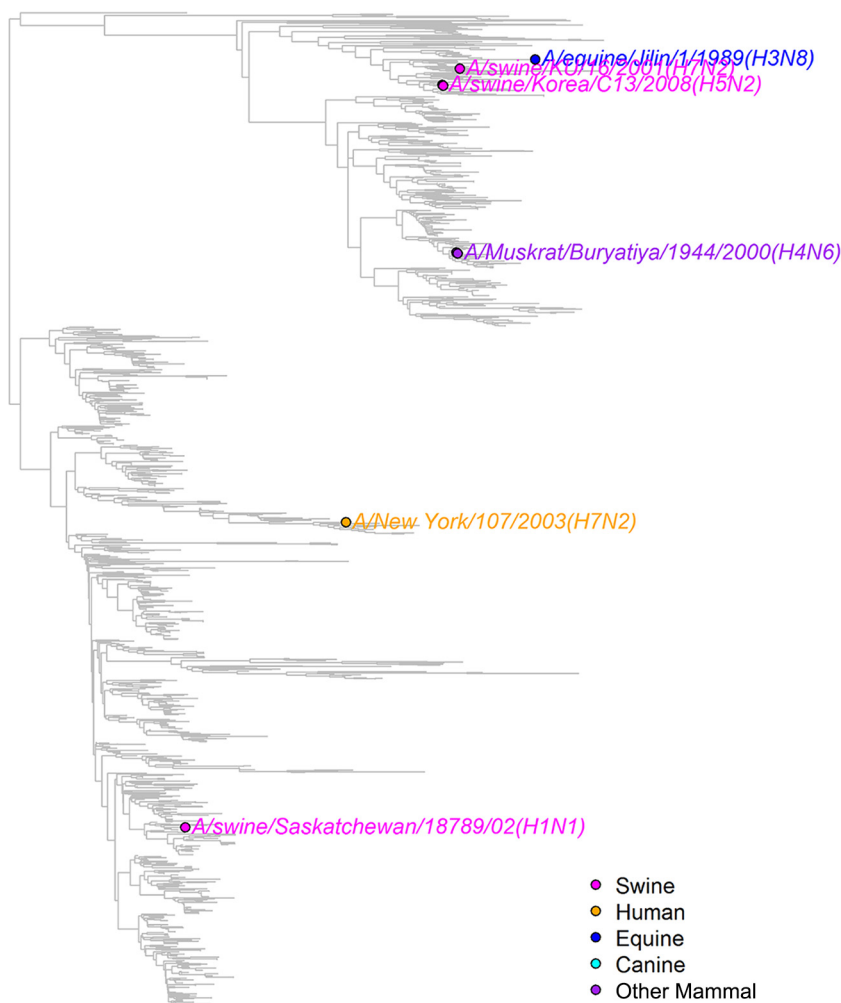 A/equine/Jilin/1/1989(H3N8)
A/swine/KU/16/2001(H7N2)
A/swine/Korea/C13/2008(H5N2)
A/Muskrat/Buryatiya/1944/2000(H4N6)
A/New York/107/2003(H7N2)
A/swine/Saskatchewan/18789/02(H1N1)
Swine
Human
Equine
Canine
Other Mammal